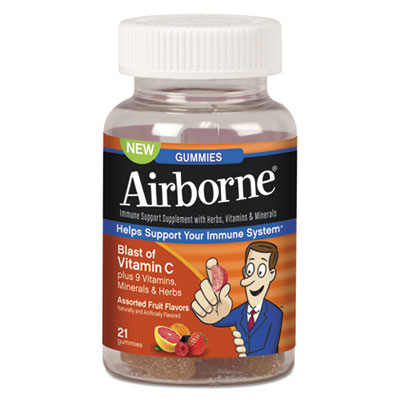 NEW
GUMMIES
Airborne®
Immune Support Supplement with Herbs, Vitamins & Minerals
Helps Support Your Immune System*
Blast of
Vitamin C
plus 9 Vitamins,
Minerals & Herbs
Assorted Fruit Flavors
Naturally and Artificially Flavored
21
gummies